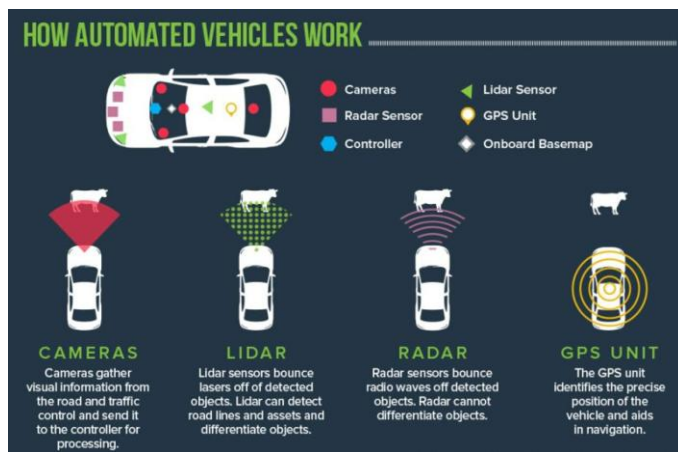 HOW AUTOMATED VEHICLES WORK
Cameras
Lidar Sensor
Radar Sensor
GPS Unit
Controller
Onboard Basemap
CAMERAS
Cameras gather
visual information from
the road and traffic
control and send it
to the controller for
processing.
LIDAR
Lidar sensors bounce
lasers off of detected
objects. Lidar can detect
road lines and assets and
differentiate objects.
RADAR
Radar sensors bounce
radio waves off detected
objects. Radar cannot
differentiate objects.
GPS UNIT
The GPS unit
identifies the precise
position of the
vehicle and aids
in navigation.